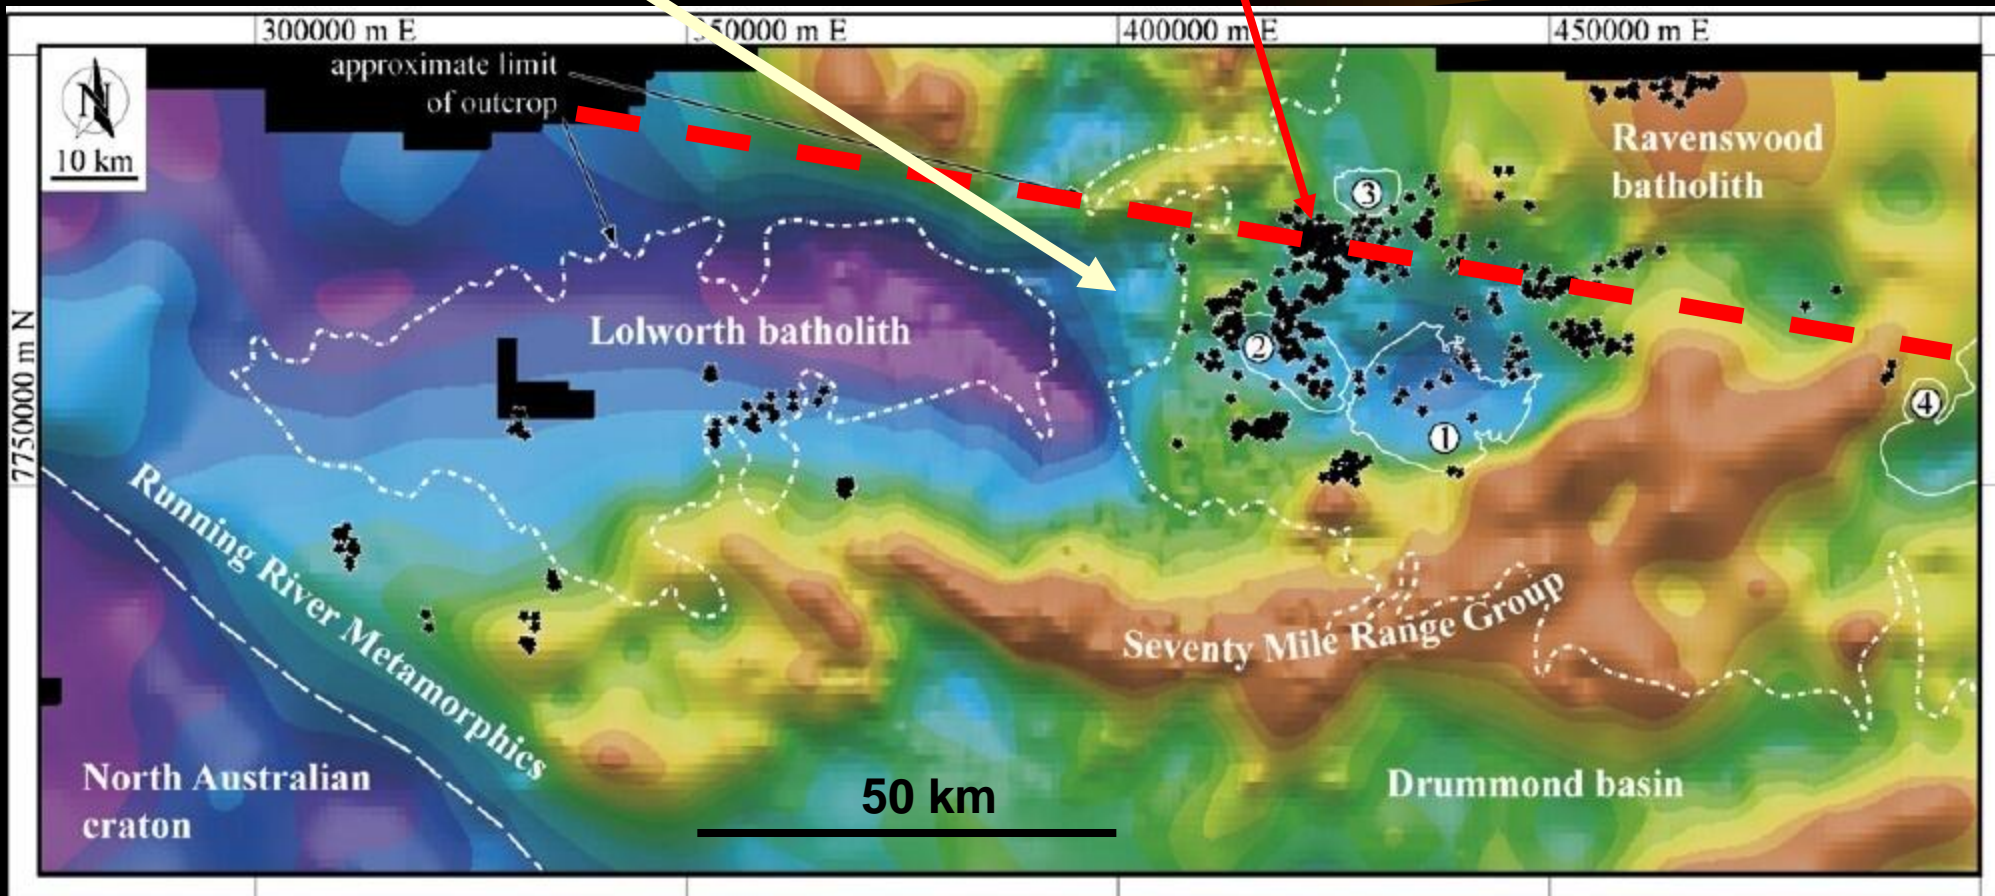 300000 m E
350000 m E
400000 m E
450000 m E
N
10 km
approximate limit
of outcrop
Ravenswood
batholith
3
Lolworth batholith
2
1
4
7750000 m N
Running River Metamorphics
Seventy Mile Range Group
North Australian
craton
50 km
Drummond basin